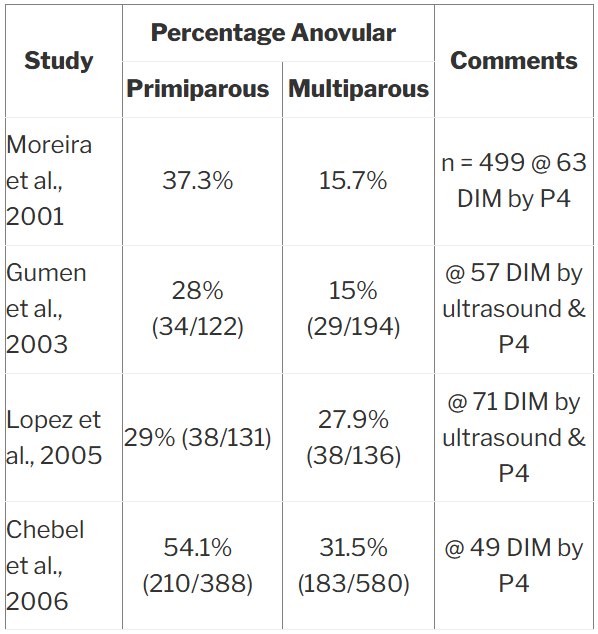 Study
Percentage Anovular
Comments
Primiparous
Multiparous
Moreira
et al.,
2001
37.3%
15.7%
n = 499 @ 63
DIM by P4
Gumen
et al.,
2003
28%
(34/122)
15%
(29/194)
@ 57 DIM by
ultrasound &
P4
Lopez et
al., 2005
29% (38/131)
27.9%
(38/136)
@ 71 DIM by
ultrasound &
P4
Chebel
et al.,
2006
54.1%
(210/388)
31.5%
(183/580)
@ 49 DIM by
P4